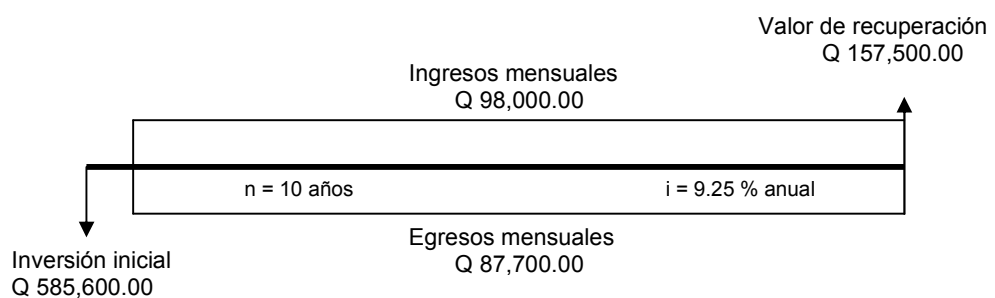 Valor de recuperación
Q 157,500.00
Ingresos mensuales
Q 98,000.00
n = 10 años
i = 9.25 % anual
Egresos mensuales
Q 87,700.00
Inversión inicial
Q 585,600.00